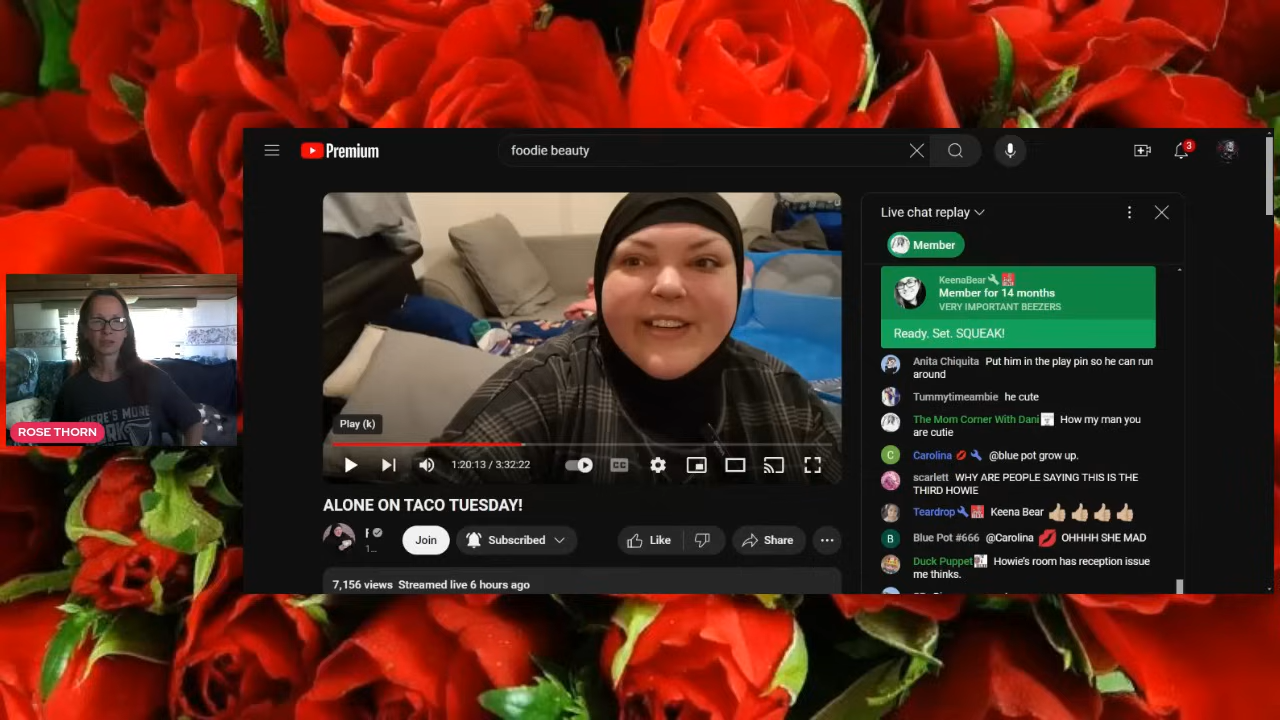 Premium
foodie beauty
3
Live chat replay
Member
KeenaBear
Member for 14 months
VERY IMPORTANT BEEZERS
Ready. Set. SQUEAK!
Anita Chiquita Put him in the play pin so he can run
around
Tummytimeambie he cute
The Mom Corner With Dani How my man you
are cutie
Carolina @blue pot grow up.
scarlett WHY ARE PEOPLE SAYING THIS IS THE
THIRD HOWIE
Teardrop Keena Bear
Blue Pot #666 @Carolina OHHHH SHE MAD
Duck Puppet Howie's room has reception issue
me thinks.
Play (k)
1:20:13 / 3:32:22
CC
ALONE ON TACO TUESDAY!
F
1...
Join
Subscribed
Like
Share
7,156 views Streamed live 6 hours ago
THERE'S MORE
ROSE THORN